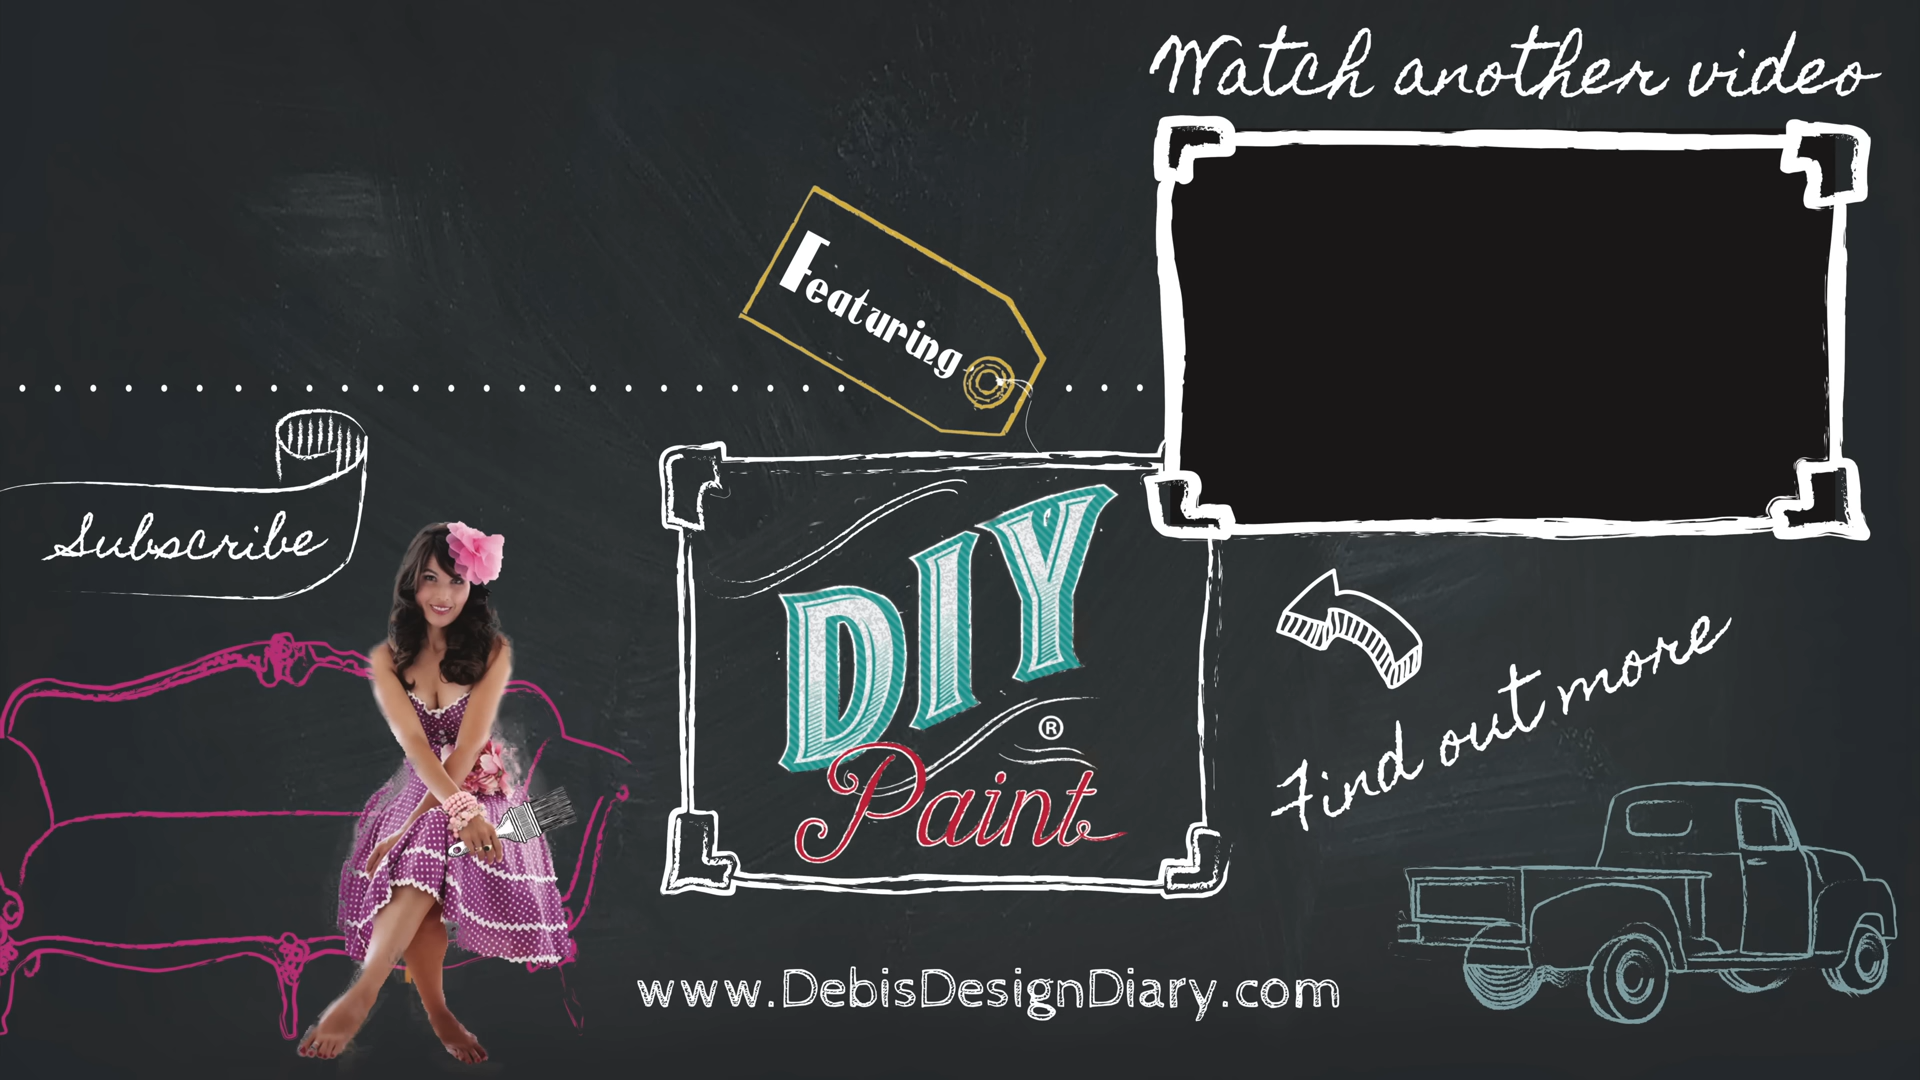 Watch another video
Featuring
Subscribe
DIY
®
Paint
Find out more
www.DebisDesignDiary.com